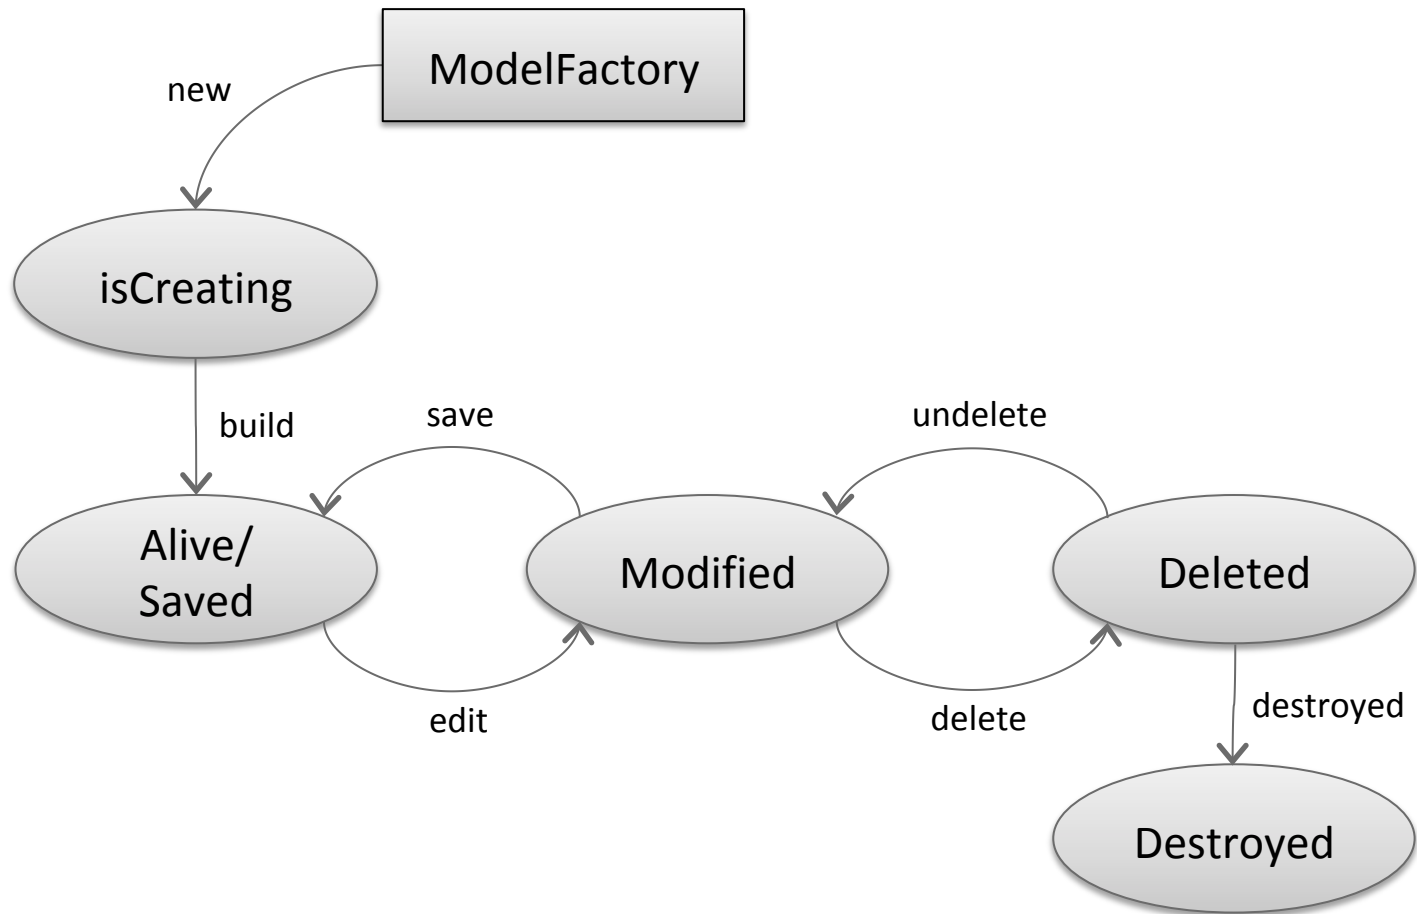 ModelFactory
new
isCreating
build
save
undelete
Alive/
Saved
Modified
Deleted
edit
delete
destroyed
Destroyed